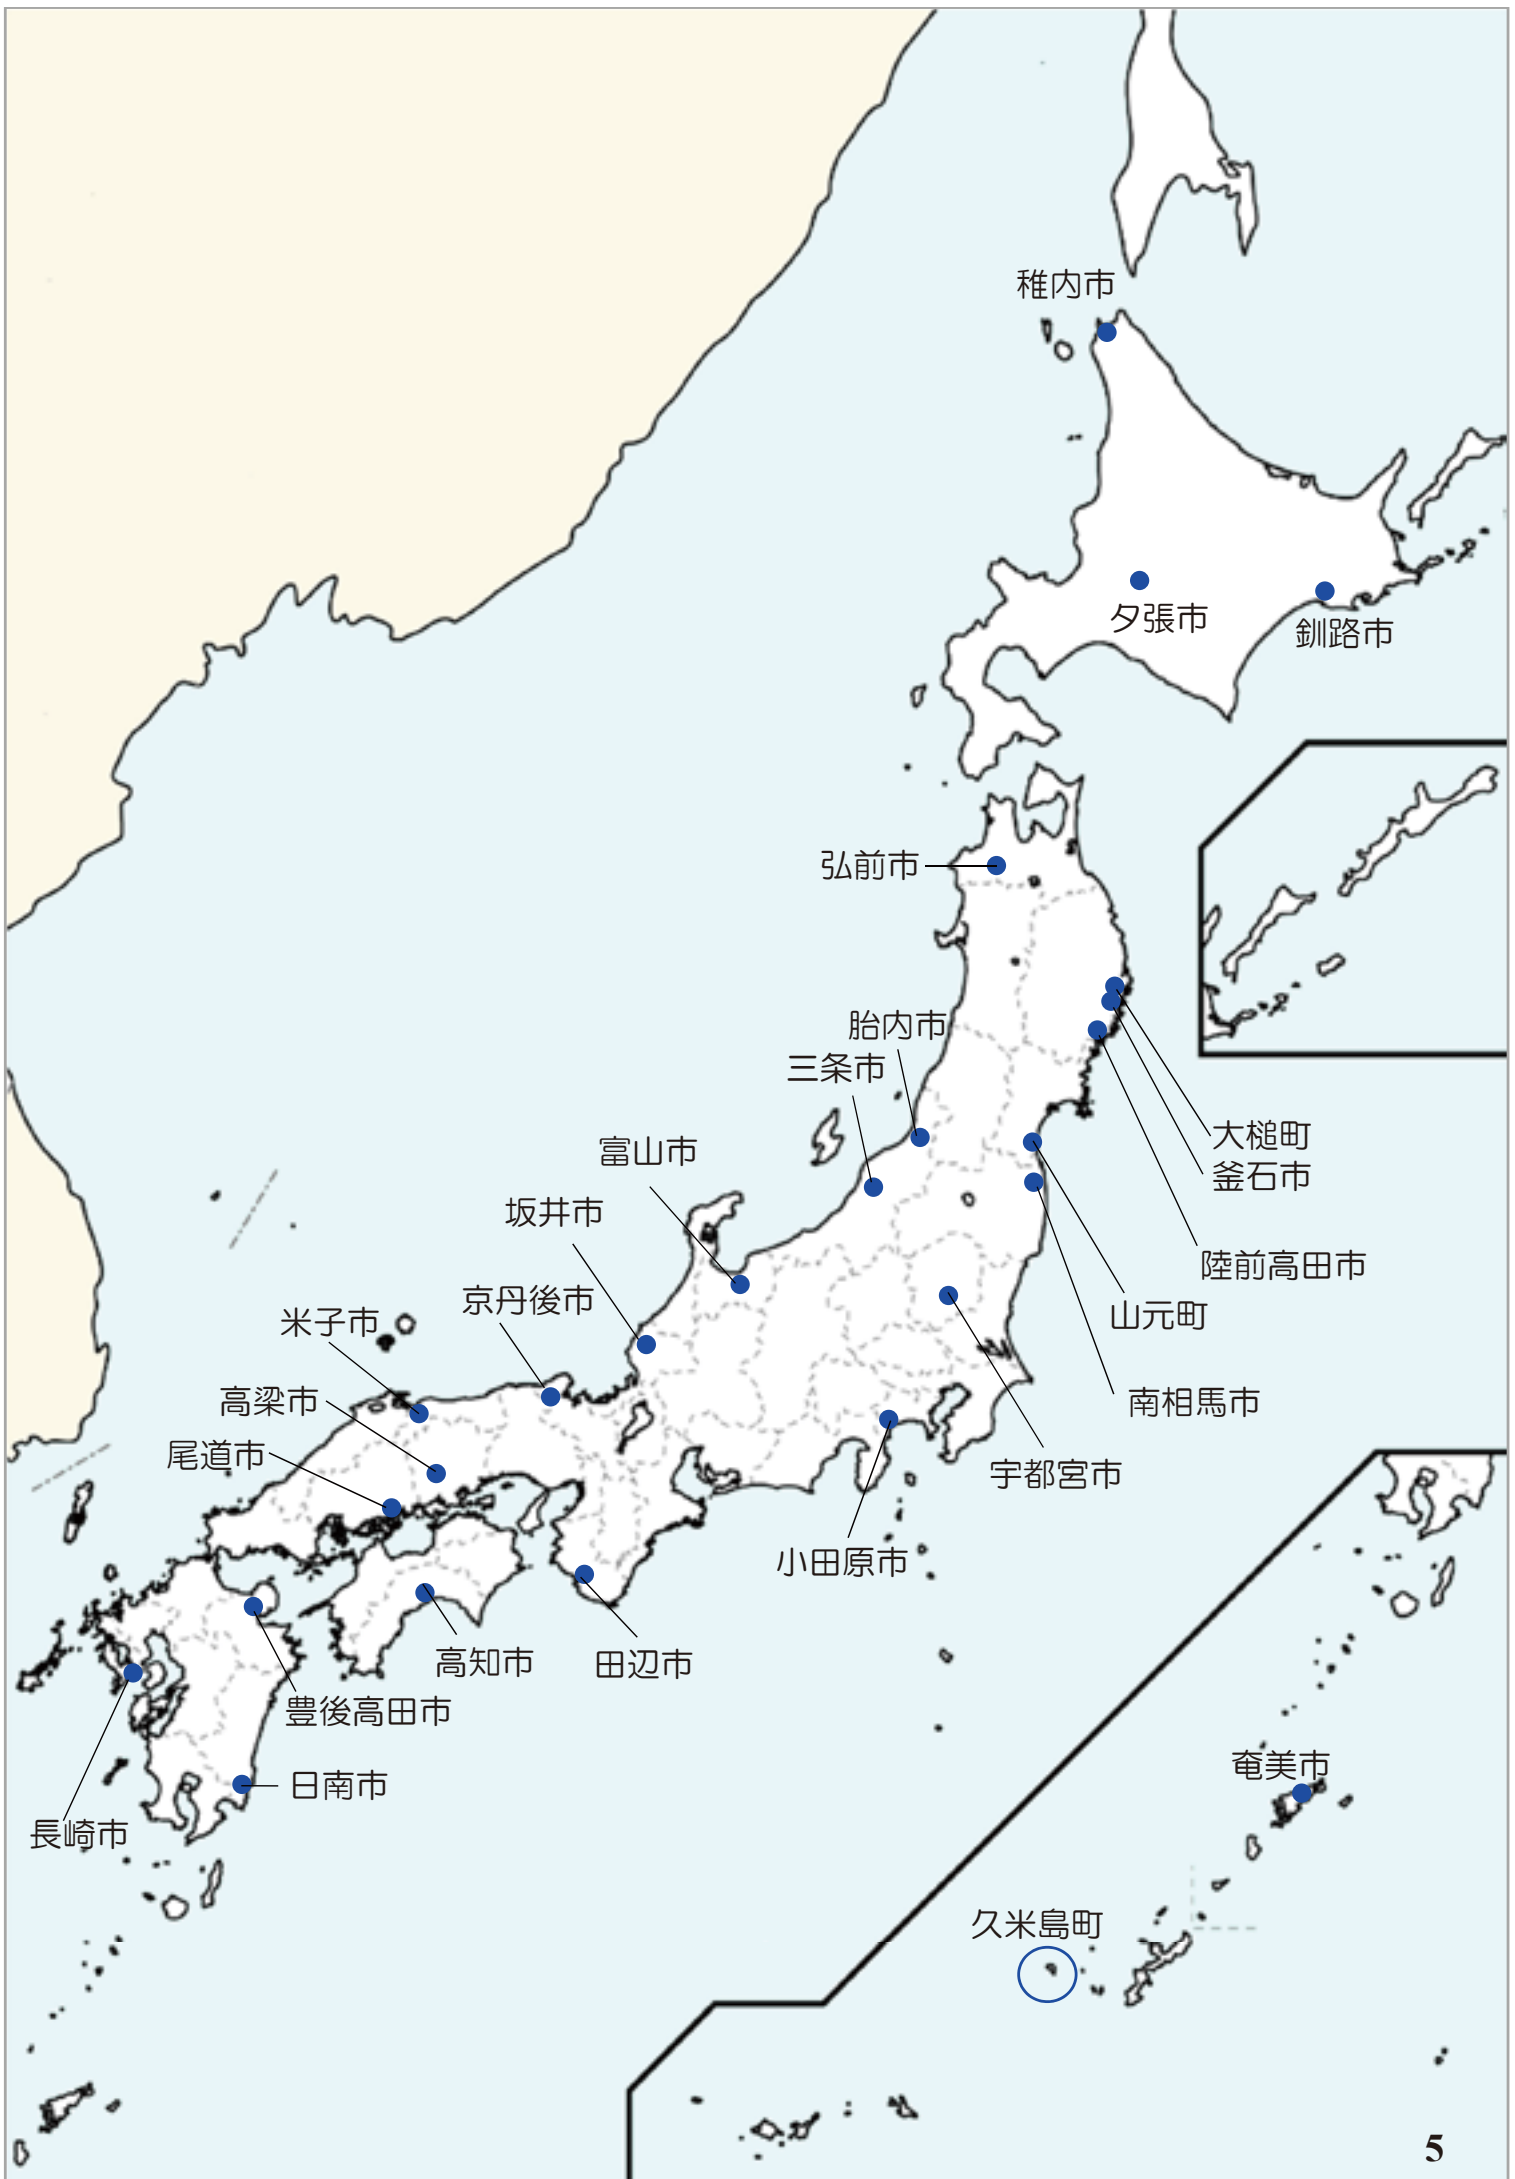 稚内市
夕張市
釧路市
弘前市
胎内市
三条市
大槌町
釜石市
富山市
坂井市
陸前高田市
京丹後市
山元町
米子市
高梁市
南相馬市
尾道市
宇都宮市
小田原市
高知市
田辺市
豊後高田市
奄美市
日南市
長崎市
久米島町
5